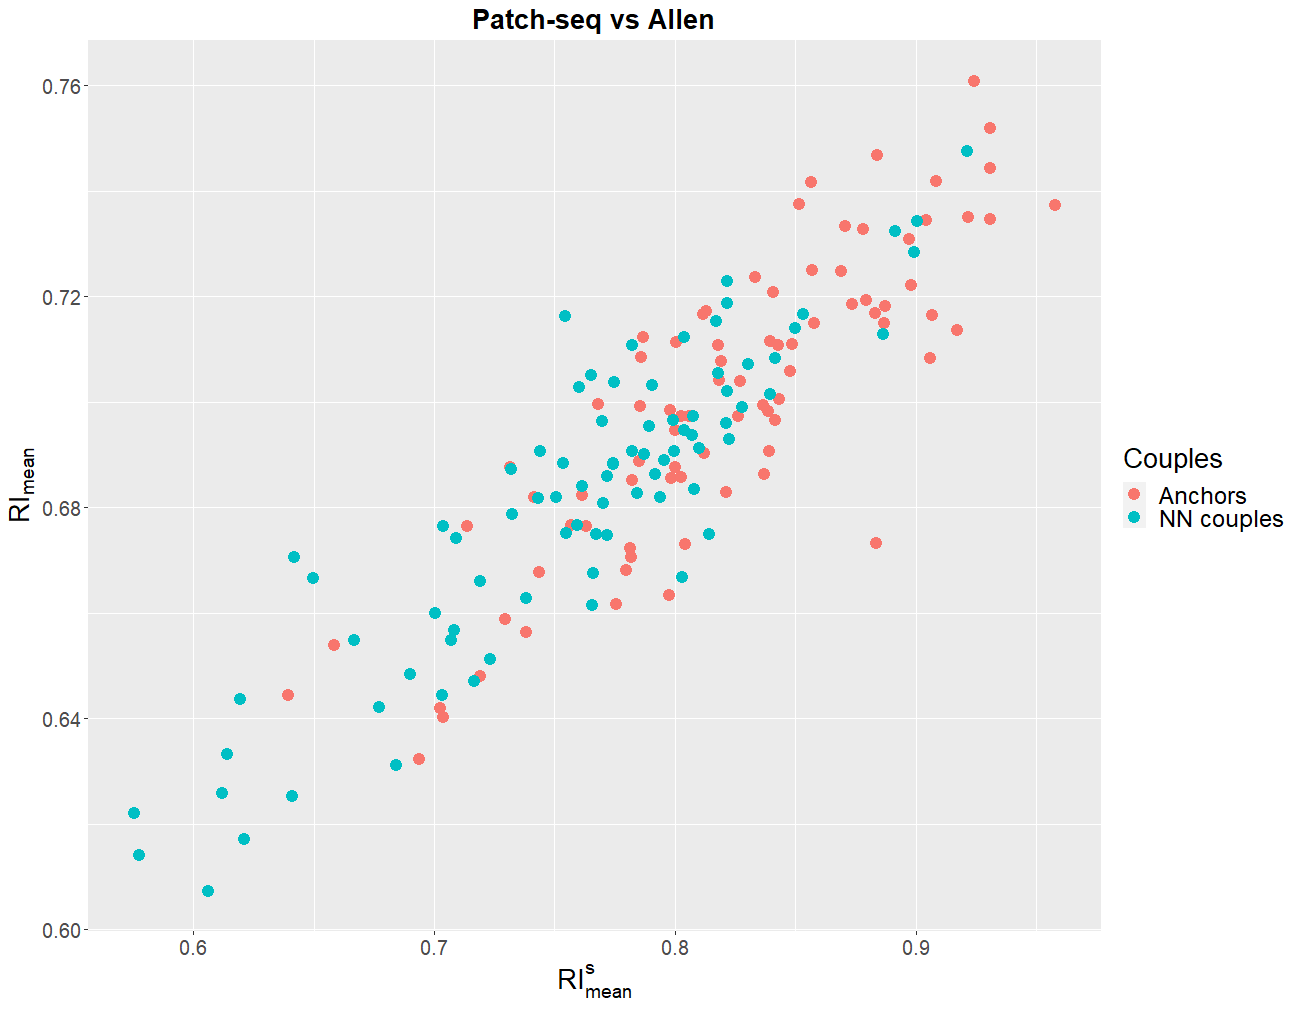 Patch-seq vs Allen
0.76
0.72
0.68
0.64
0.60
RImean
0.6 0.7 0.8 0.9
RIsmean
Couples
Anchors
NN couples